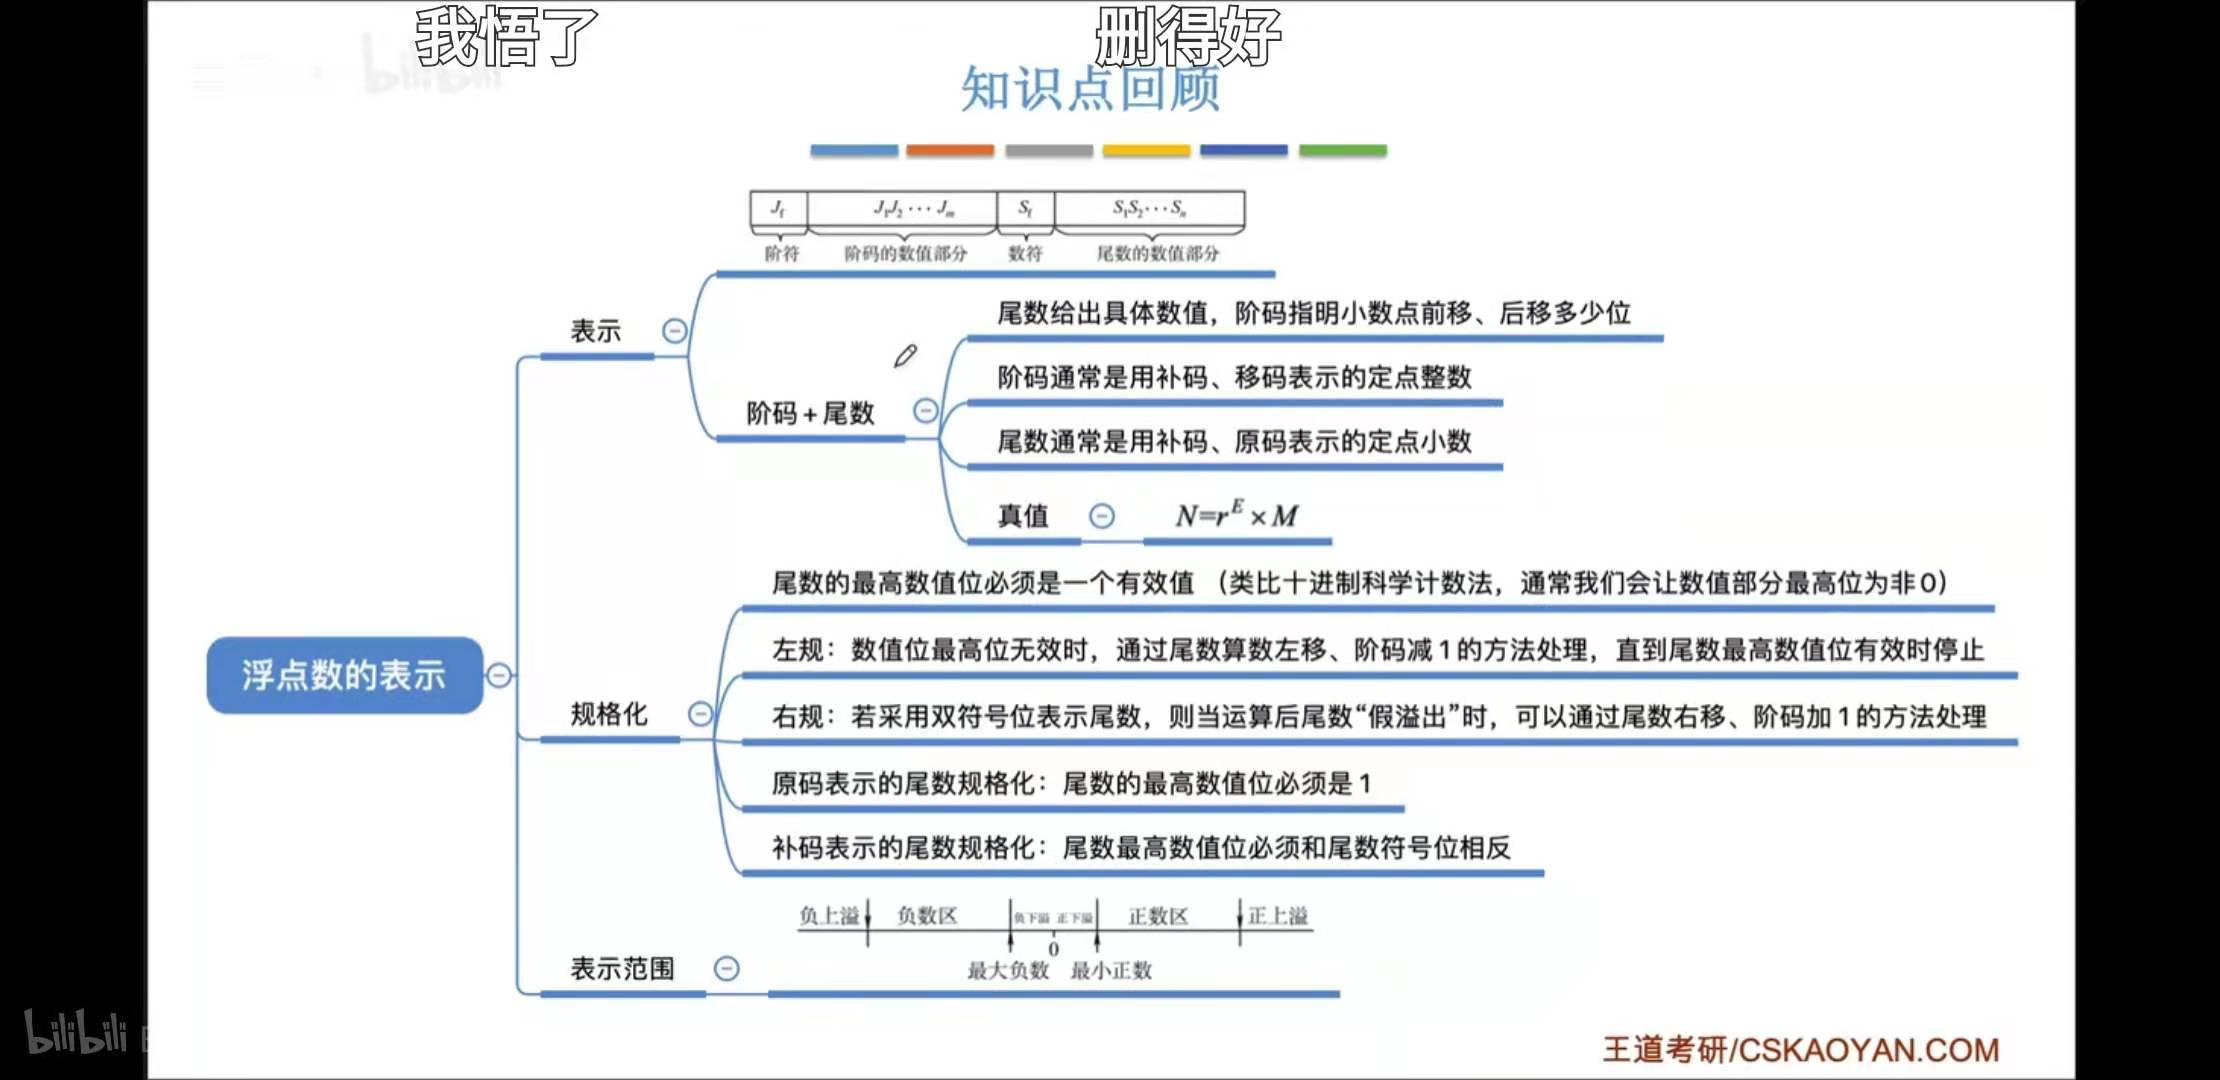 我悟了
删得好
bilibili
知识点回顾
Jf J1J2···Jm Sf S1S2···Sn
阶符 阶码的数值部分 数符 尾数的数值部分
表示
尾数给出具体数值，阶码指明小数点前移、后移多少位
阶码通常是用补码、移码表示的定点整数
阶码+尾数
尾数通常是用补码、原码表示的定点小数
真值
N=r^E×M
尾数的最高数值位必须是一个有效值 （类比十进制科学计数法，通常我们会让数值部分最高位为非0）
左规：数值位最高位无效时，通过尾数算数左移、阶码减1的方法处理，直到尾数最高数值位有效时停止
浮点数的表示
规格化
右规：若采用双符号位表示尾数，则当运算后尾数“假溢出”时，可以通过尾数右移、阶码加1的方法处理
原码表示的尾数规格化：尾数的最高数值位必须是1
补码表示的尾数规格化：尾数最高数值位必须和尾数符号位相反
负上溢 负数区 负下溢 正下溢 正数区 正上溢
0
表示范围
最大负数 最小正数
bilibili
王道考研/CSKAOYAN.COM